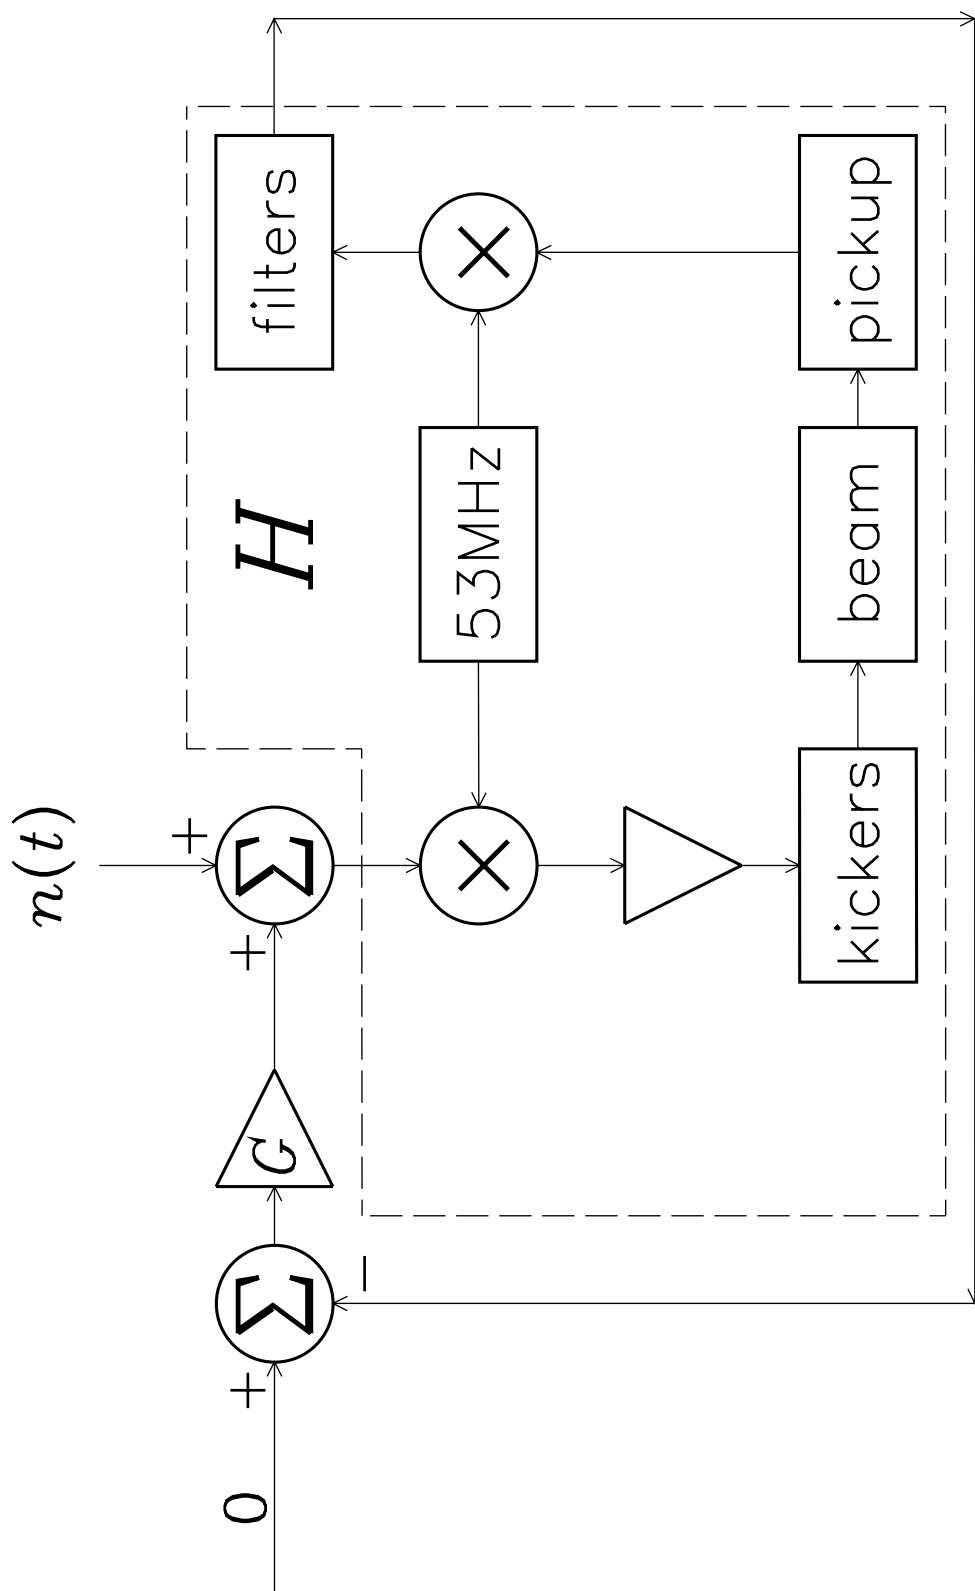 n(t)
0
+
Σ
−
G
+
+
Σ
H
×
53MHz
×
filters
kickers
beam
pickup